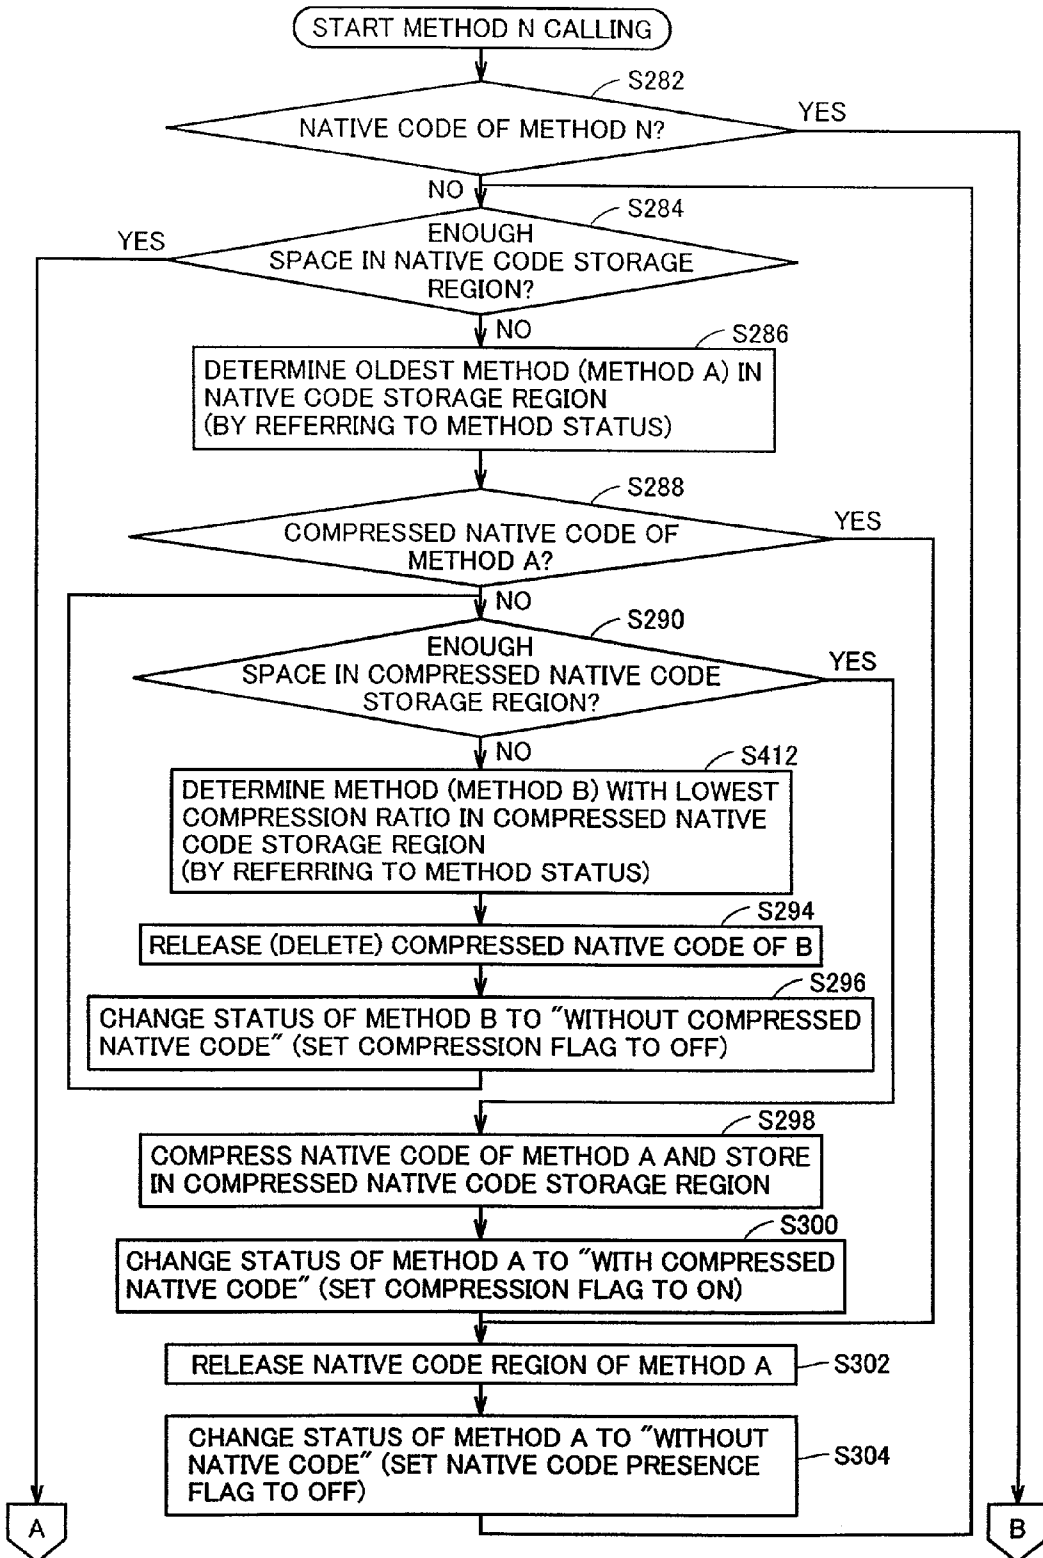 START METHOD N CALLING
S282
NATIVE CODE OF METHOD N?
YES
NO
S284
YES
ENOUGH
SPACE IN NATIVE CODE STORAGE
REGION?
NO
S286
DETERMINE OLDEST METHOD (METHOD A) IN
NATIVE CODE STORAGE REGION
(BY REFERRING TO METHOD STATUS)
S288
COMPRESSED NATIVE CODE OF
METHOD A?
YES
NO
S290
ENOUGH
SPACE IN COMPRESSED NATIVE CODE
STORAGE REGION?
YES
NO
S412
DETERMINE METHOD (METHOD B) WITH LOWEST
COMPRESSION RATIO IN COMPRESSED NATIVE
CODE STORAGE REGION
(BY REFERRING TO METHOD STATUS)
S294
RELEASE (DELETE) COMPRESSED NATIVE CODE OF B
S296
CHANGE STATUS OF METHOD B TO "WITHOUT COMPRESSED
NATIVE CODE" (SET COMPRESSION FLAG TO OFF)
S298
COMPRESS NATIVE CODE OF METHOD A AND STORE
IN COMPRESSED NATIVE CODE STORAGE REGION
S300
CHANGE STATUS OF METHOD A TO "WITH COMPRESSED
NATIVE CODE" (SET COMPRESSION FLAG TO ON)
RELEASE NATIVE CODE REGION OF METHOD A
S302
CHANGE STATUS OF METHOD A TO "WITHOUT
NATIVE CODE" (SET NATIVE CODE PRESENCE
FLAG TO OFF)
S304
A
B